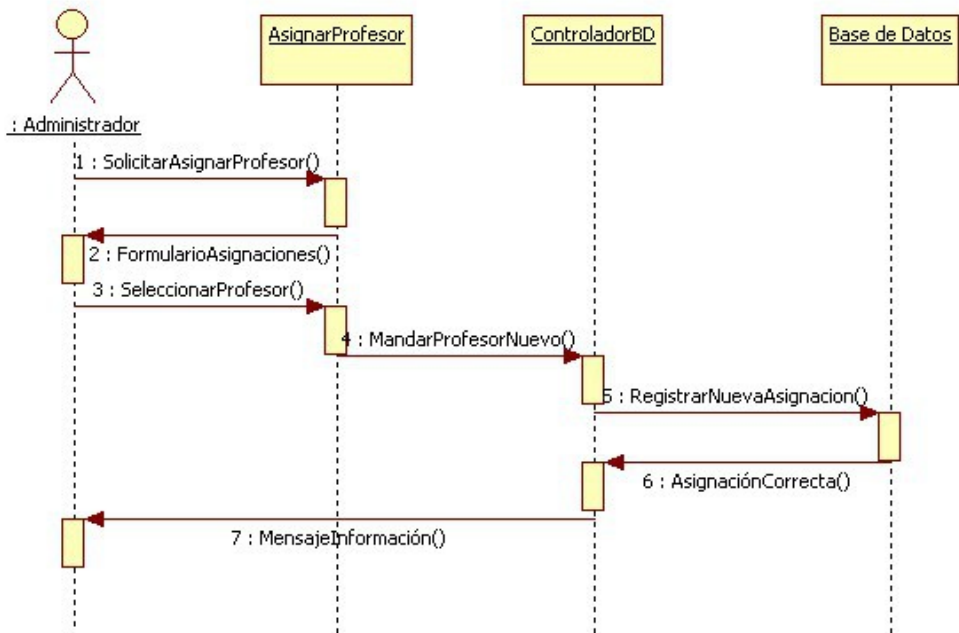 AsignarProfesor
ControladorBD
Base de Datos
: Administrador
1 : SolicitarAsignarProfesor()
2 : FormularioAsignaciones()
3 : SeleccionarProfesor()
4 : MandarProfesorNuevo()
5 : RegistrarNuevaAsignacion()
6 : AsignaciónCorrecta()
7 : MensajeInformación()